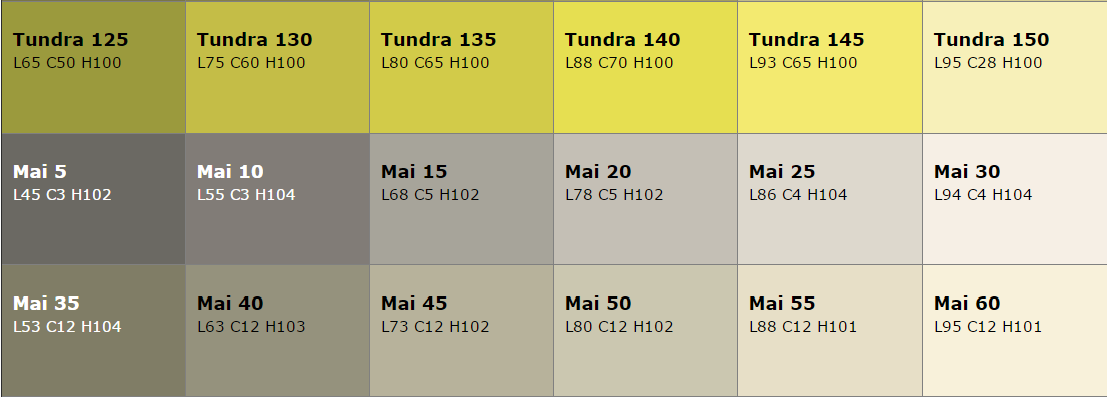 Tundra 125
L65 C50 H100
Tundra 130
L75 C60 H100
Tundra 135
L80 C65 H100
Tundra 140
L88 C70 H100
Tundra 145
L93 C65 H100
Tundra 150
L95 C28 H100
Mai 5
L45 C3 H102
Mai 10
L55 C3 H104
Mai 15
L68 C5 H102
Mai 20
L78 C5 H102
Mai 25
L86 C4 H104
Mai 30
L94 C4 H104
Mai 35
L53 C12 H104
Mai 40
L63 C12 H103
Mai 45
L73 C12 H102
Mai 50
L80 C12 H102
Mai 55
L88 C12 H101
Mai 60
L95 C12 H101